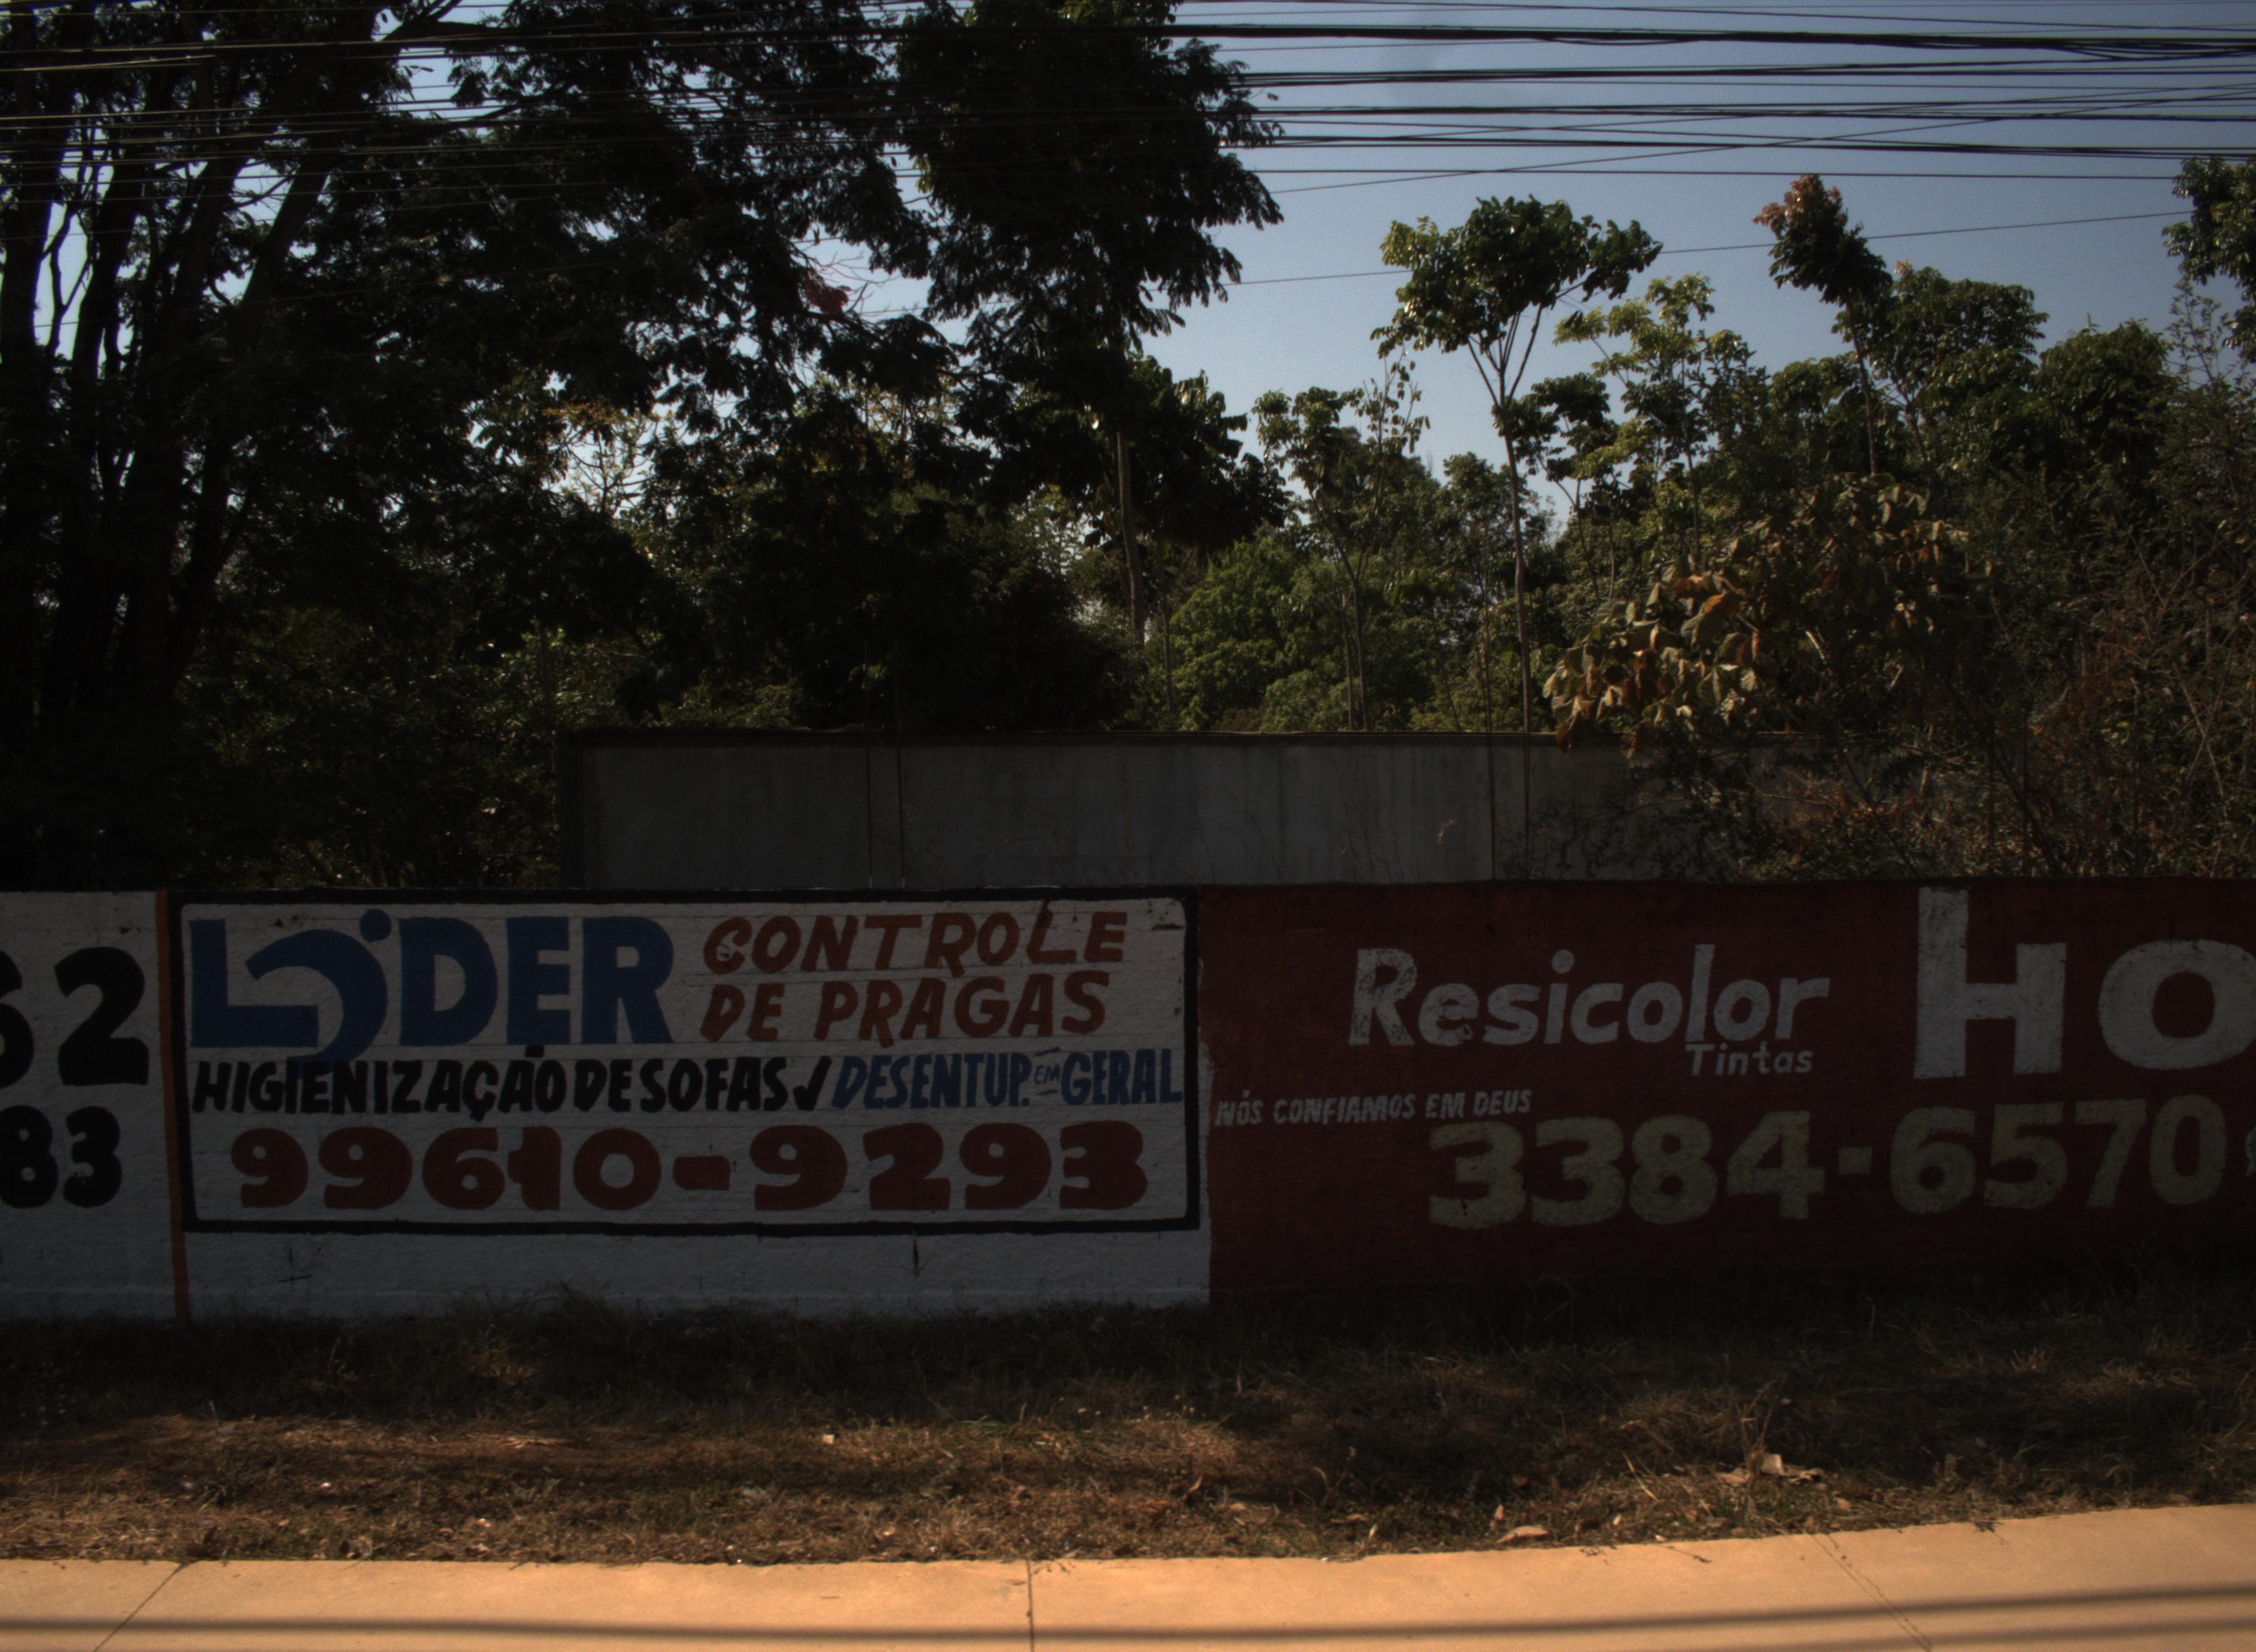 62
83
LÍDER
CONTROLE
DE PRAGAS
HIGIENIZAÇÃO DE SOFAS ✓ DESENTUP. EM GERAL
99610-9293
Resicolor
Tintas
HO
NÓS CONFIAMOS EM DEUS
3384-6570